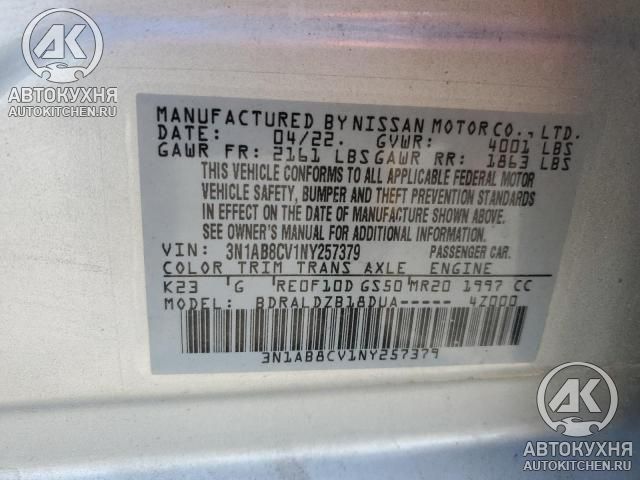 AK
АВТОКУХНЯ
AUTOKITCHEN.RU
MANUFACTURED BY NISSAN MOTOR CO., LTD.
DATE: 04/22. GVWR: 4001 LBS
GAWR FR: 2161 LBS GAWR RR: 1863 LBS
THIS VEHICLE CONFORMS TO ALL APPLICABLE FEDERAL MOTOR
VEHICLE SAFETY, BUMPER AND THEFT PREVENTION STANDARDS
IN EFFECT ON THE DATE OF MANUFACTURE SHOWN ABOVE.
SEE OWNER'S MANUAL FOR ADDITIONAL INFORMATION
VIN: 3N1AB8CV1NY257379 PASSENGER CAR.
COLOR TRIM TRANS AXLE ENGINE
K23 G RE0F10D GS50 MR20 1997 CC
MODEL: BDRALDZB18DUA----- 4Z000
3N1AB8CV1NY257379
AK
АВТОКУХНЯ
AUTOKITCHEN.RU